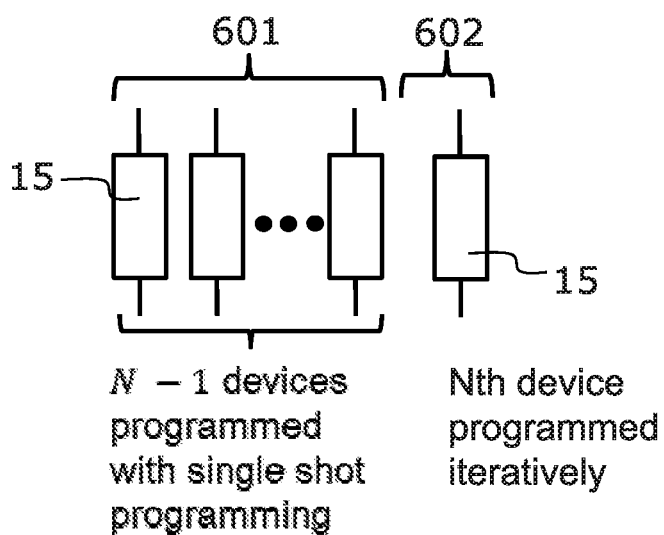 601 602
15
15
N − 1 devices
programmed
with single shot
programming
Nth device
programmed
iteratively